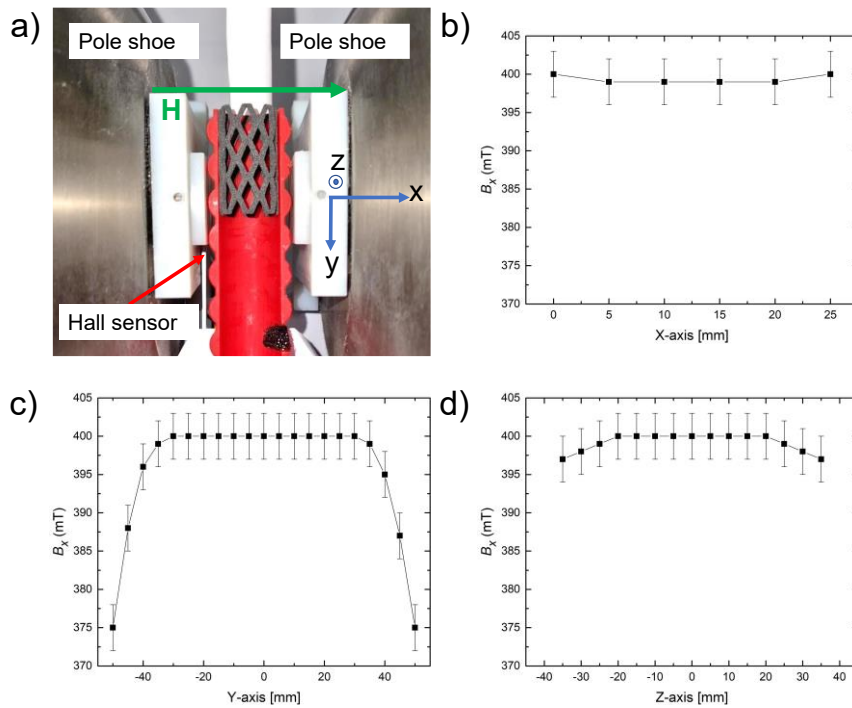 a)
Pole shoe
Pole shoe
H
z
x
y
Hall sensor
b)
405
400
395
390
385
380
375
370
Bx (mT)
0 5 10 15 20 25
X-axis [mm]
c)
405
400
395
390
385
380
375
370
Bx (mT)
-40 -20 0 20 40
Y-axis [mm]
d)
405
400
395
390
385
380
375
370
Bx (mT)
-40 -30 -20 -10 0 10 20 30 40
Z-axis [mm]